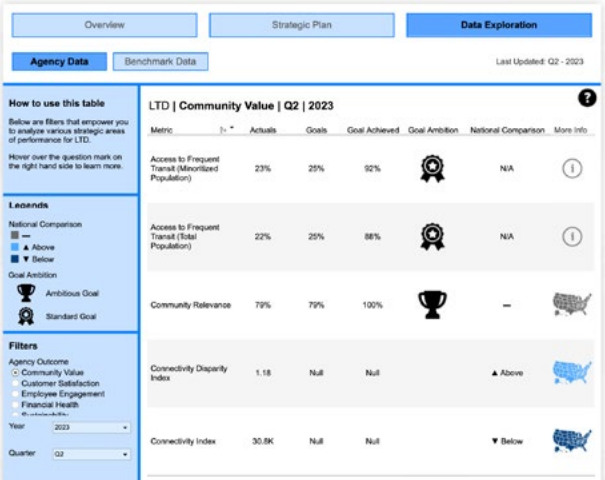 Overview
Strategic Plan
Data Exploration
Agency Data
Benchmark Data
Last Updated: Q2 - 2023
How to use this table
Below are filters that empower you
to analyze various strategic areas
of performance for LTD.
Hover over the question mark on
the right hand side to learn more.
Legends
National Comparison
—
▲ Above
▼ Below
Goal Ambition
Ambitious Goal
Standard Goal
Filters
Agency Outcome
Community Value
Customer Satisfaction
Employee Engagement
Financial Health
Sustainability
Year
2023
Quarter
Q2
LTD | Community Value | Q2 | 2023
?
Metric Actuals Goals Goal Achieved Goal Ambition National Comparison More Info
Access to Frequent
Transit (Minoritized
Population)
23% 25% 92% N/A i
Access to Frequent
Transit (Total
Population)
22% 25% 88% N/A i
Community Relevance 79% 79% 100% —
Connectivity Disparity
Index
1.18 Null Null ▲ Above
Connectivity Index 30.8K Null Null ▼ Below